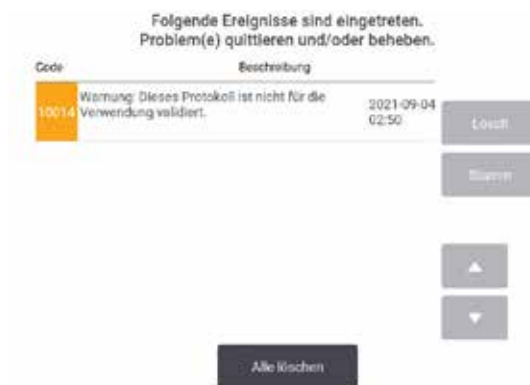 Folgende Ereignisse sind eingetreten.
Problem(e) quittieren und/oder beheben.
Code Beschreibung
10014 Warnung: Dieses Protokoll ist nicht für die
Verwendung validiert.
2021-09-04
02:50
Alle löschen